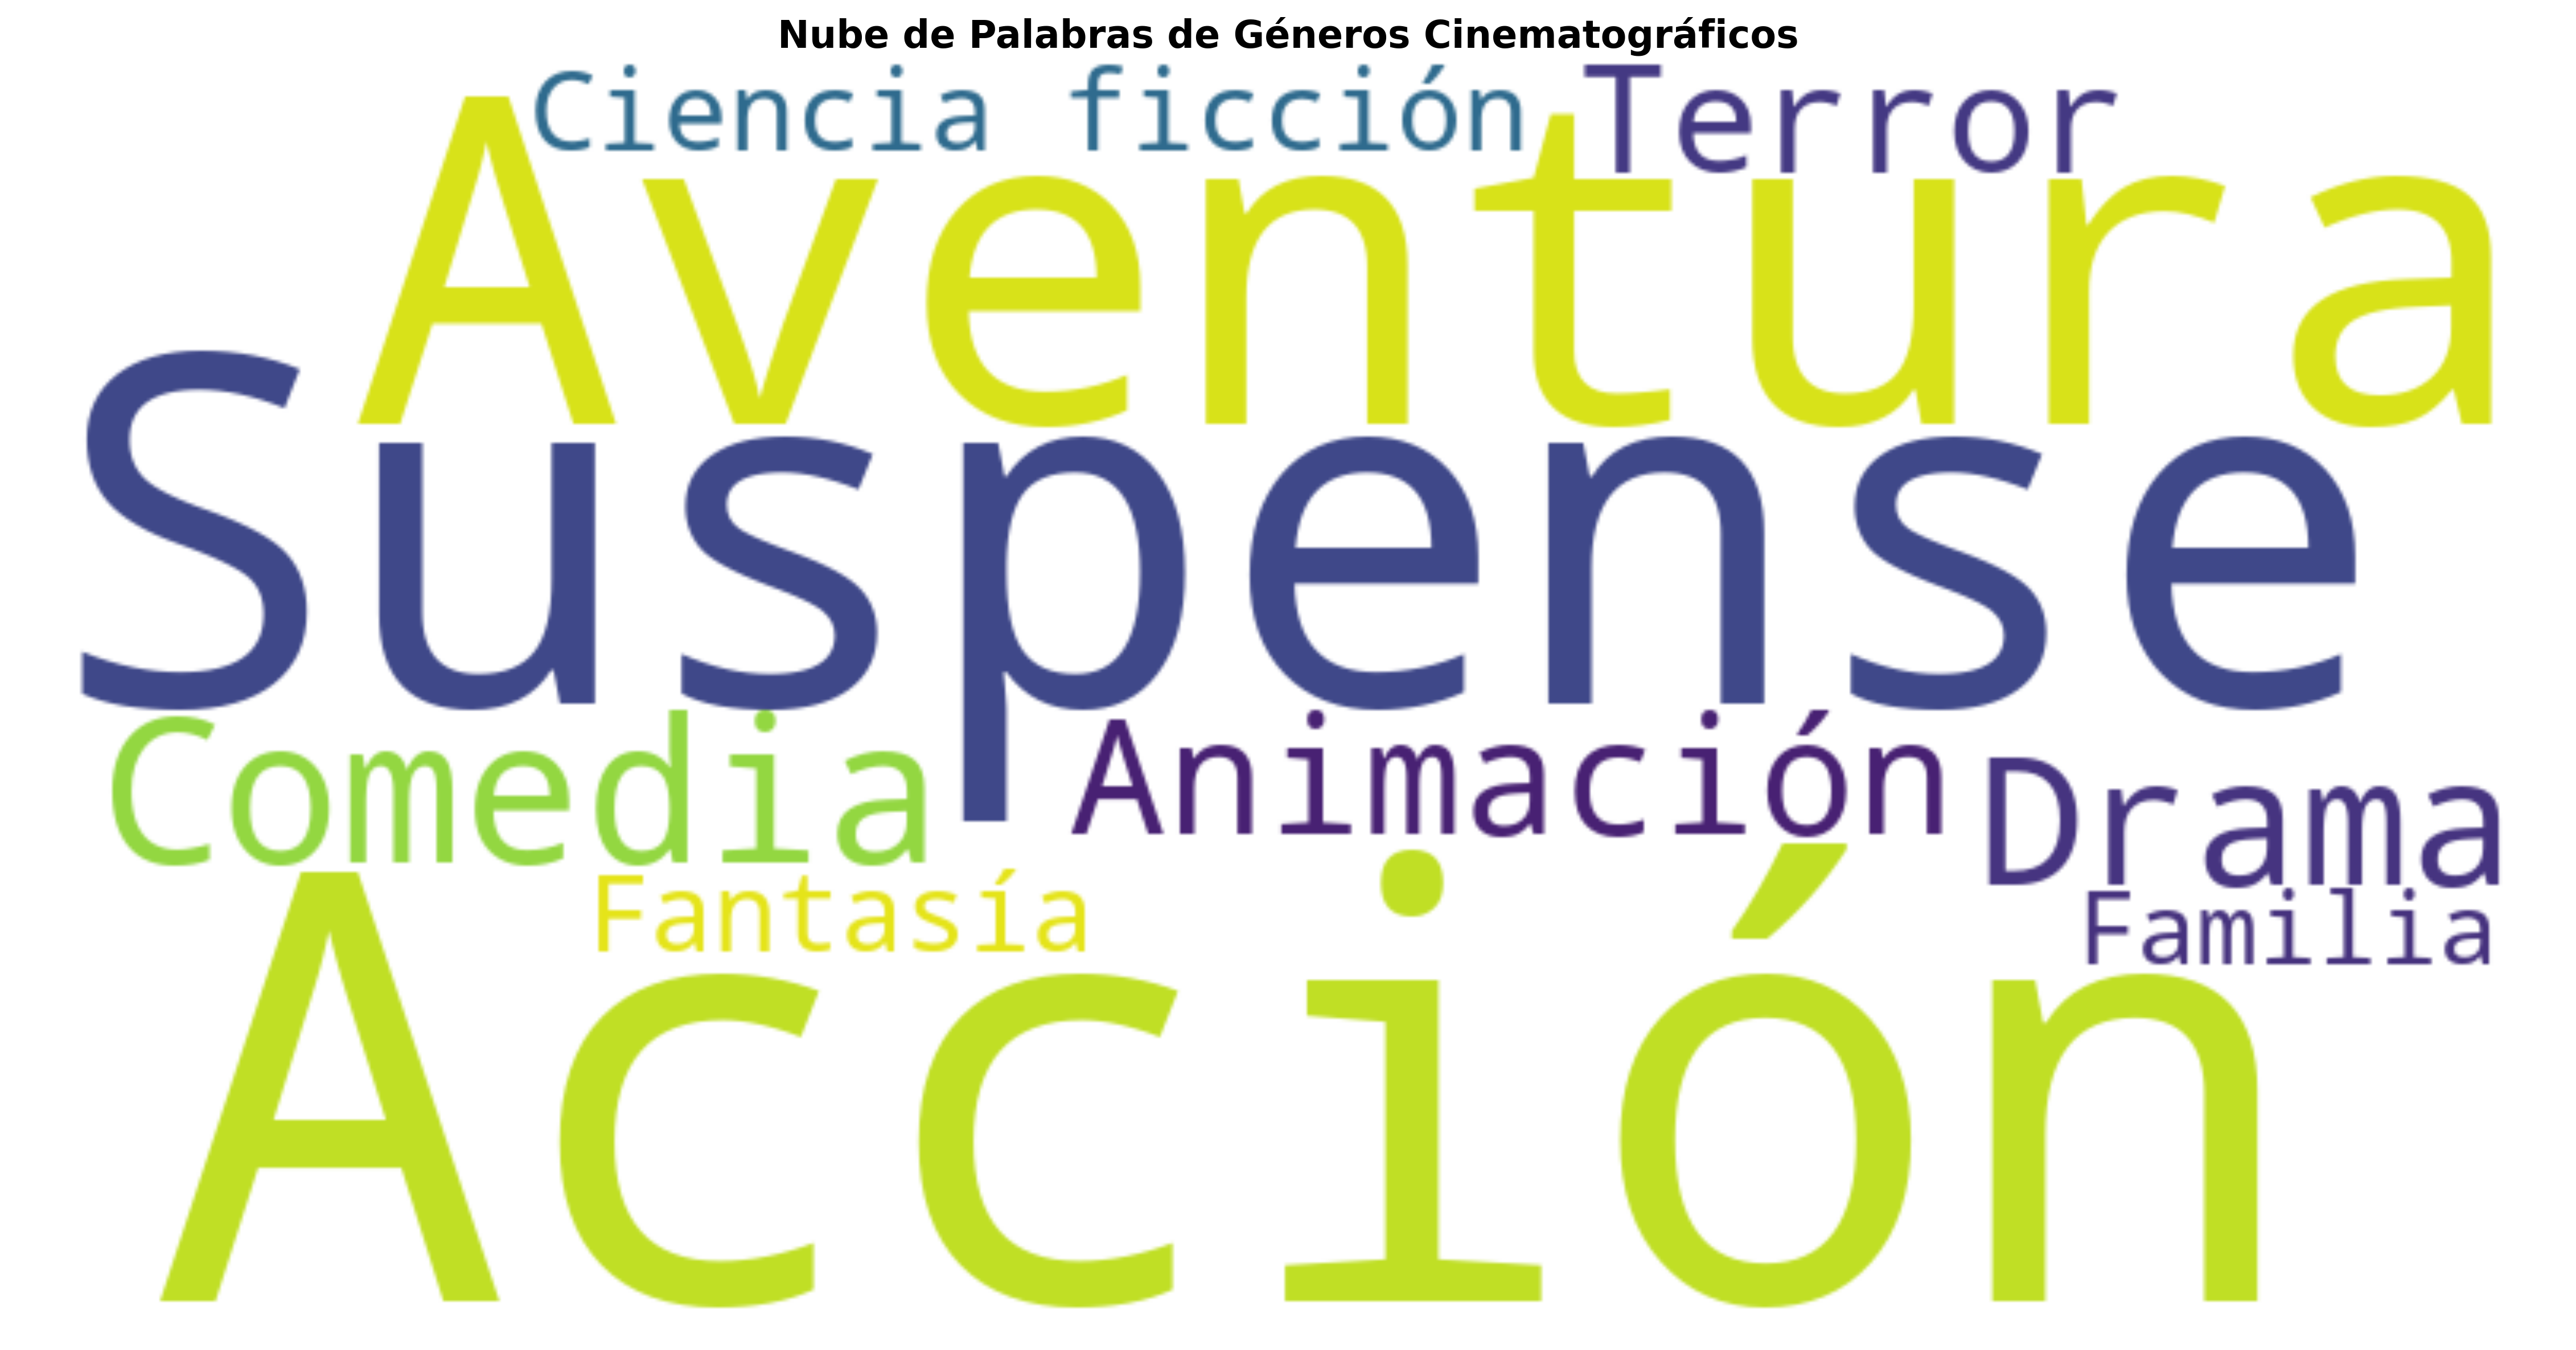 Nube de Palabras de Géneros Cinematográficos
Ciencia ficción
Terror
Aventura
Suspense
Comedia
Animación
Drama
Fantasía
Familia
Acción